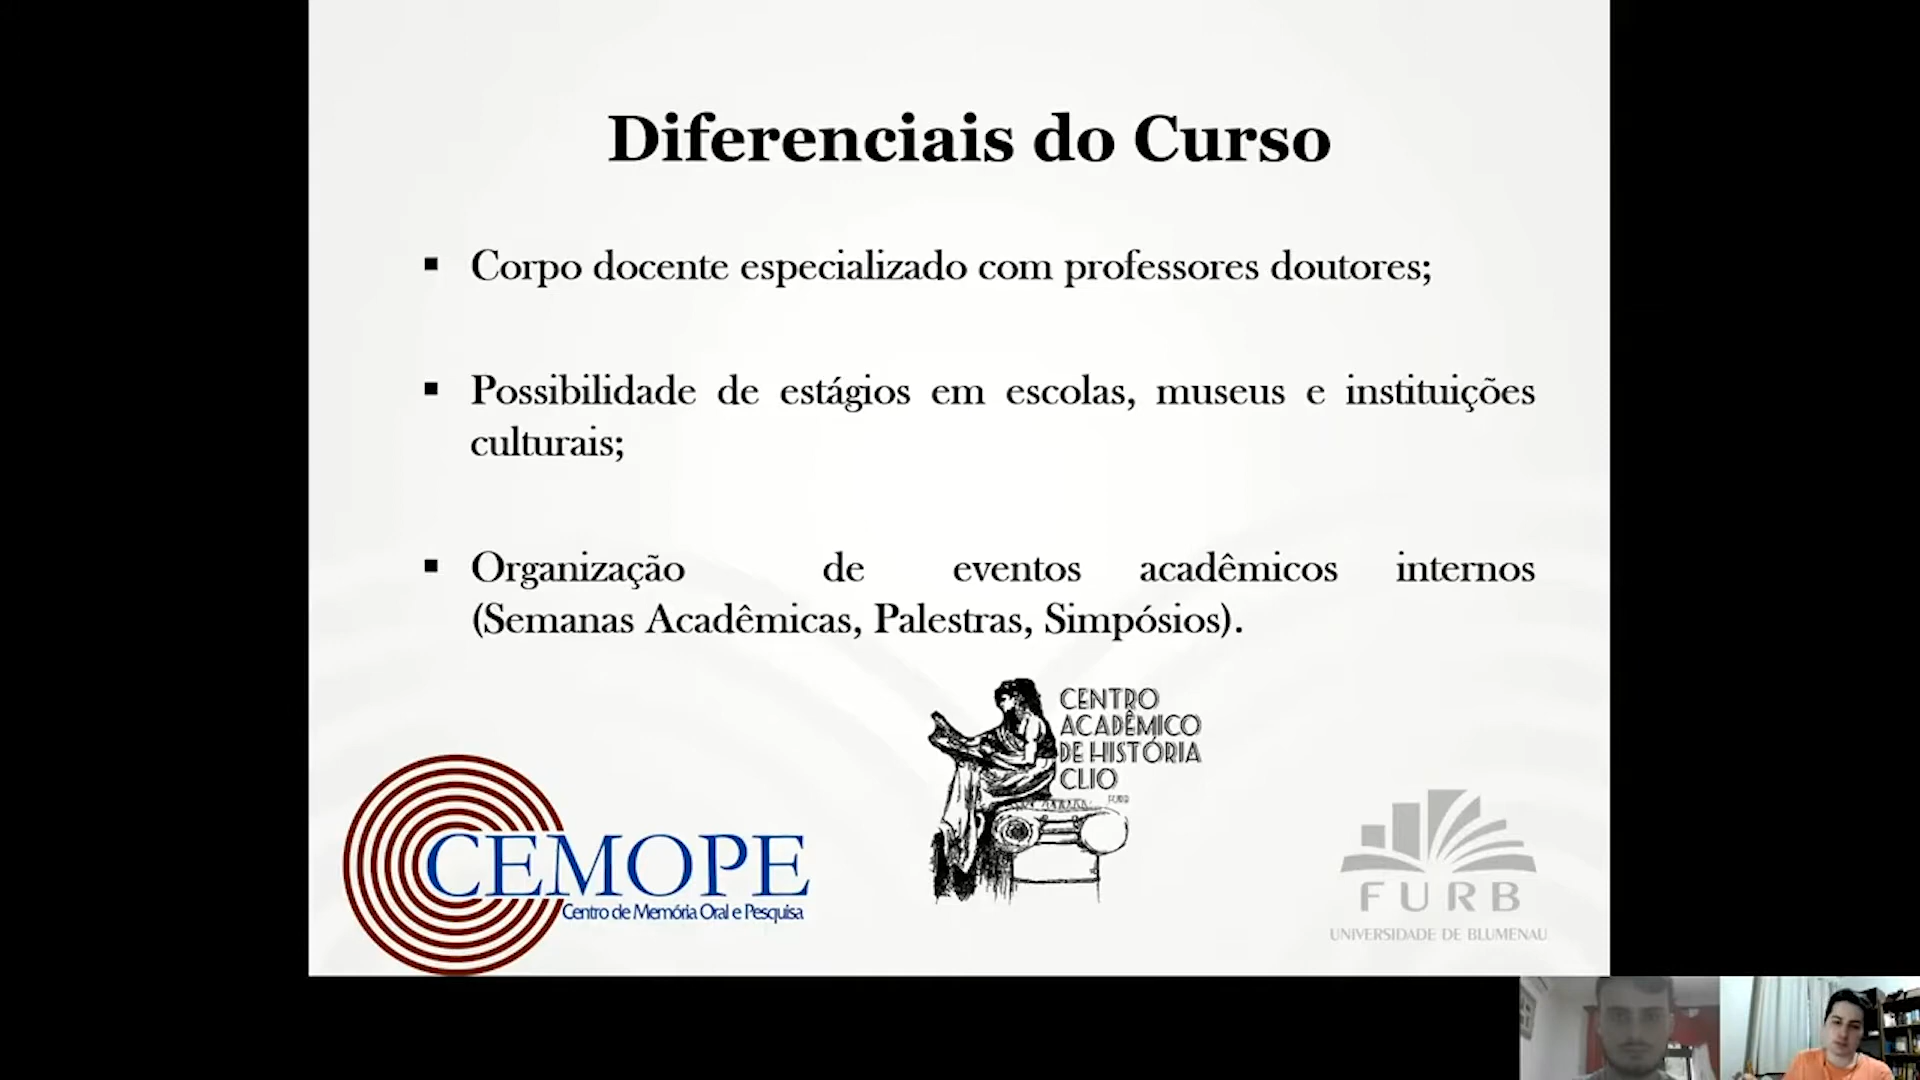 Diferenciais do Curso
▪ Corpo docente especializado com professores doutores;
▪ Possibilidade de estágios em escolas, museus e instituições
culturais;
▪ Organização de eventos acadêmicos internos
(Semanas Acadêmicas, Palestras, Simpósios).
CENTRO
ACADÊMICO
DE HISTÓRIA
CLIO
FURB
CEMOPE
Centro de Memória Oral e Pesquisa
FURB
UNIVERSIDADE DE BLUMENAU